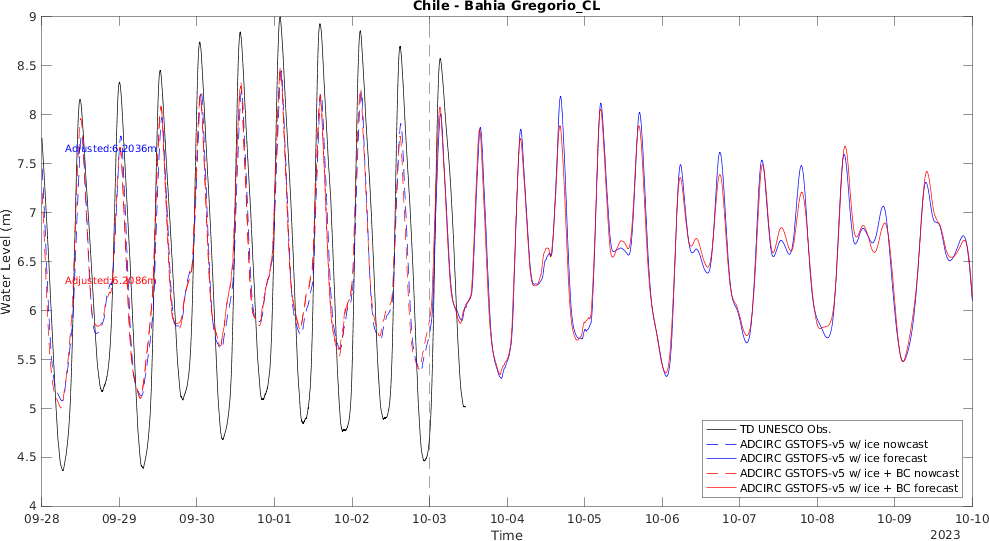 Chile - Bahia Gregorio_CL
9
8.5
8
7.5
7
6.5
6
5.5
5
4.5
4
Water Level (m)
Adjusted:6.2036m
Adjusted:6.2086m
TD UNESCO Obs.
ADCIRC GSTOFS-v5 w/ ice nowcast
ADCIRC GSTOFS-v5 w/ ice forecast
ADCIRC GSTOFS-v5 w/ ice + BC nowcast
ADCIRC GSTOFS-v5 w/ ice + BC forecast
09-28 09-29 09-30 10-01 10-02 10-03 10-04 10-05 10-06 10-07 10-08 10-09 10-10
Time
2023